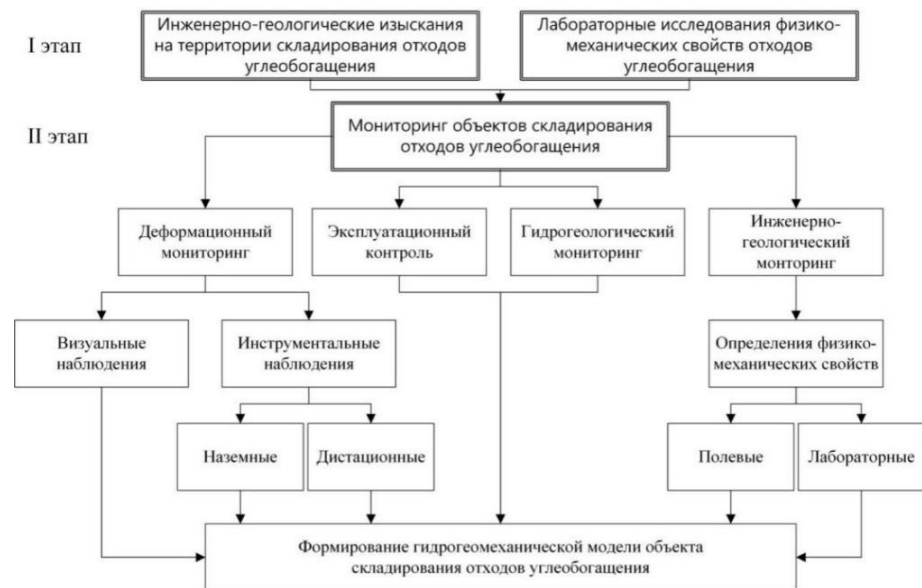 I этап
Инженерно-геологические изыскания
на территории складирования отходов
углеобогащения
Лабораторные исследования физико-
механических свойств отходов
углеобогащения
II этап
Мониторинг объектов складирования
отходов углеобогащения
Деформационный
мониторинг
Эксплуатационный
контроль
Гидрогеологический
мониторинг
Инженерно-
геологический
монторинг
Визуальные
наблюдения
Инструментальные
наблюдения
Определения физико-
механических свойств
Наземные
Дистационные
Полевые
Лабораторные
Формирование гидрогеомеханической модели объекта
складирования отходов углеобогащения